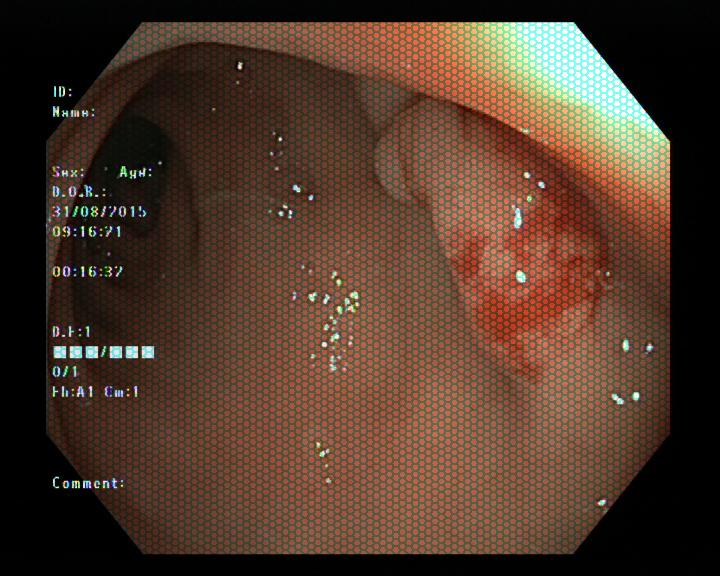 ID:
Name:
Sex: Age:
D.O.B.:
31/08/2015
09:16:21
00:16:32
D.F:1
■■■/■■■
0/1
Eh:A1 Cm:1
Comment: